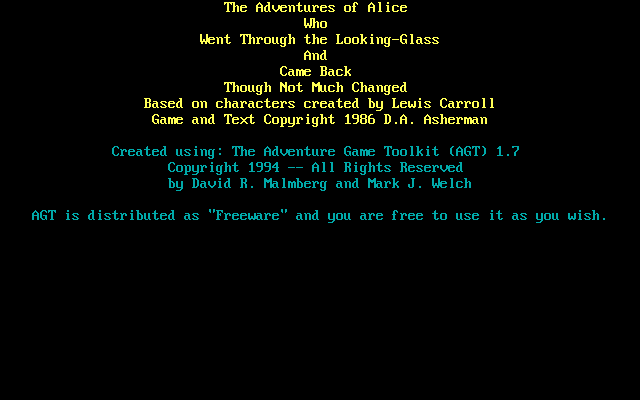 The Adventures of Alice
Who
Went Through the Looking-Glass
And
Came Back
Though Not Much Changed
Based on characters created by Lewis Carroll
Game and Text Copyright 1986 D.A. Asherman
Created using: The Adventure Game Toolkit (AGT) 1.7
Copyright 1994 -- All Rights Reserved
by David R. Malmberg and Mark J. Welch
AGT is distributed as "Freeware" and you are free to use it as you wish.